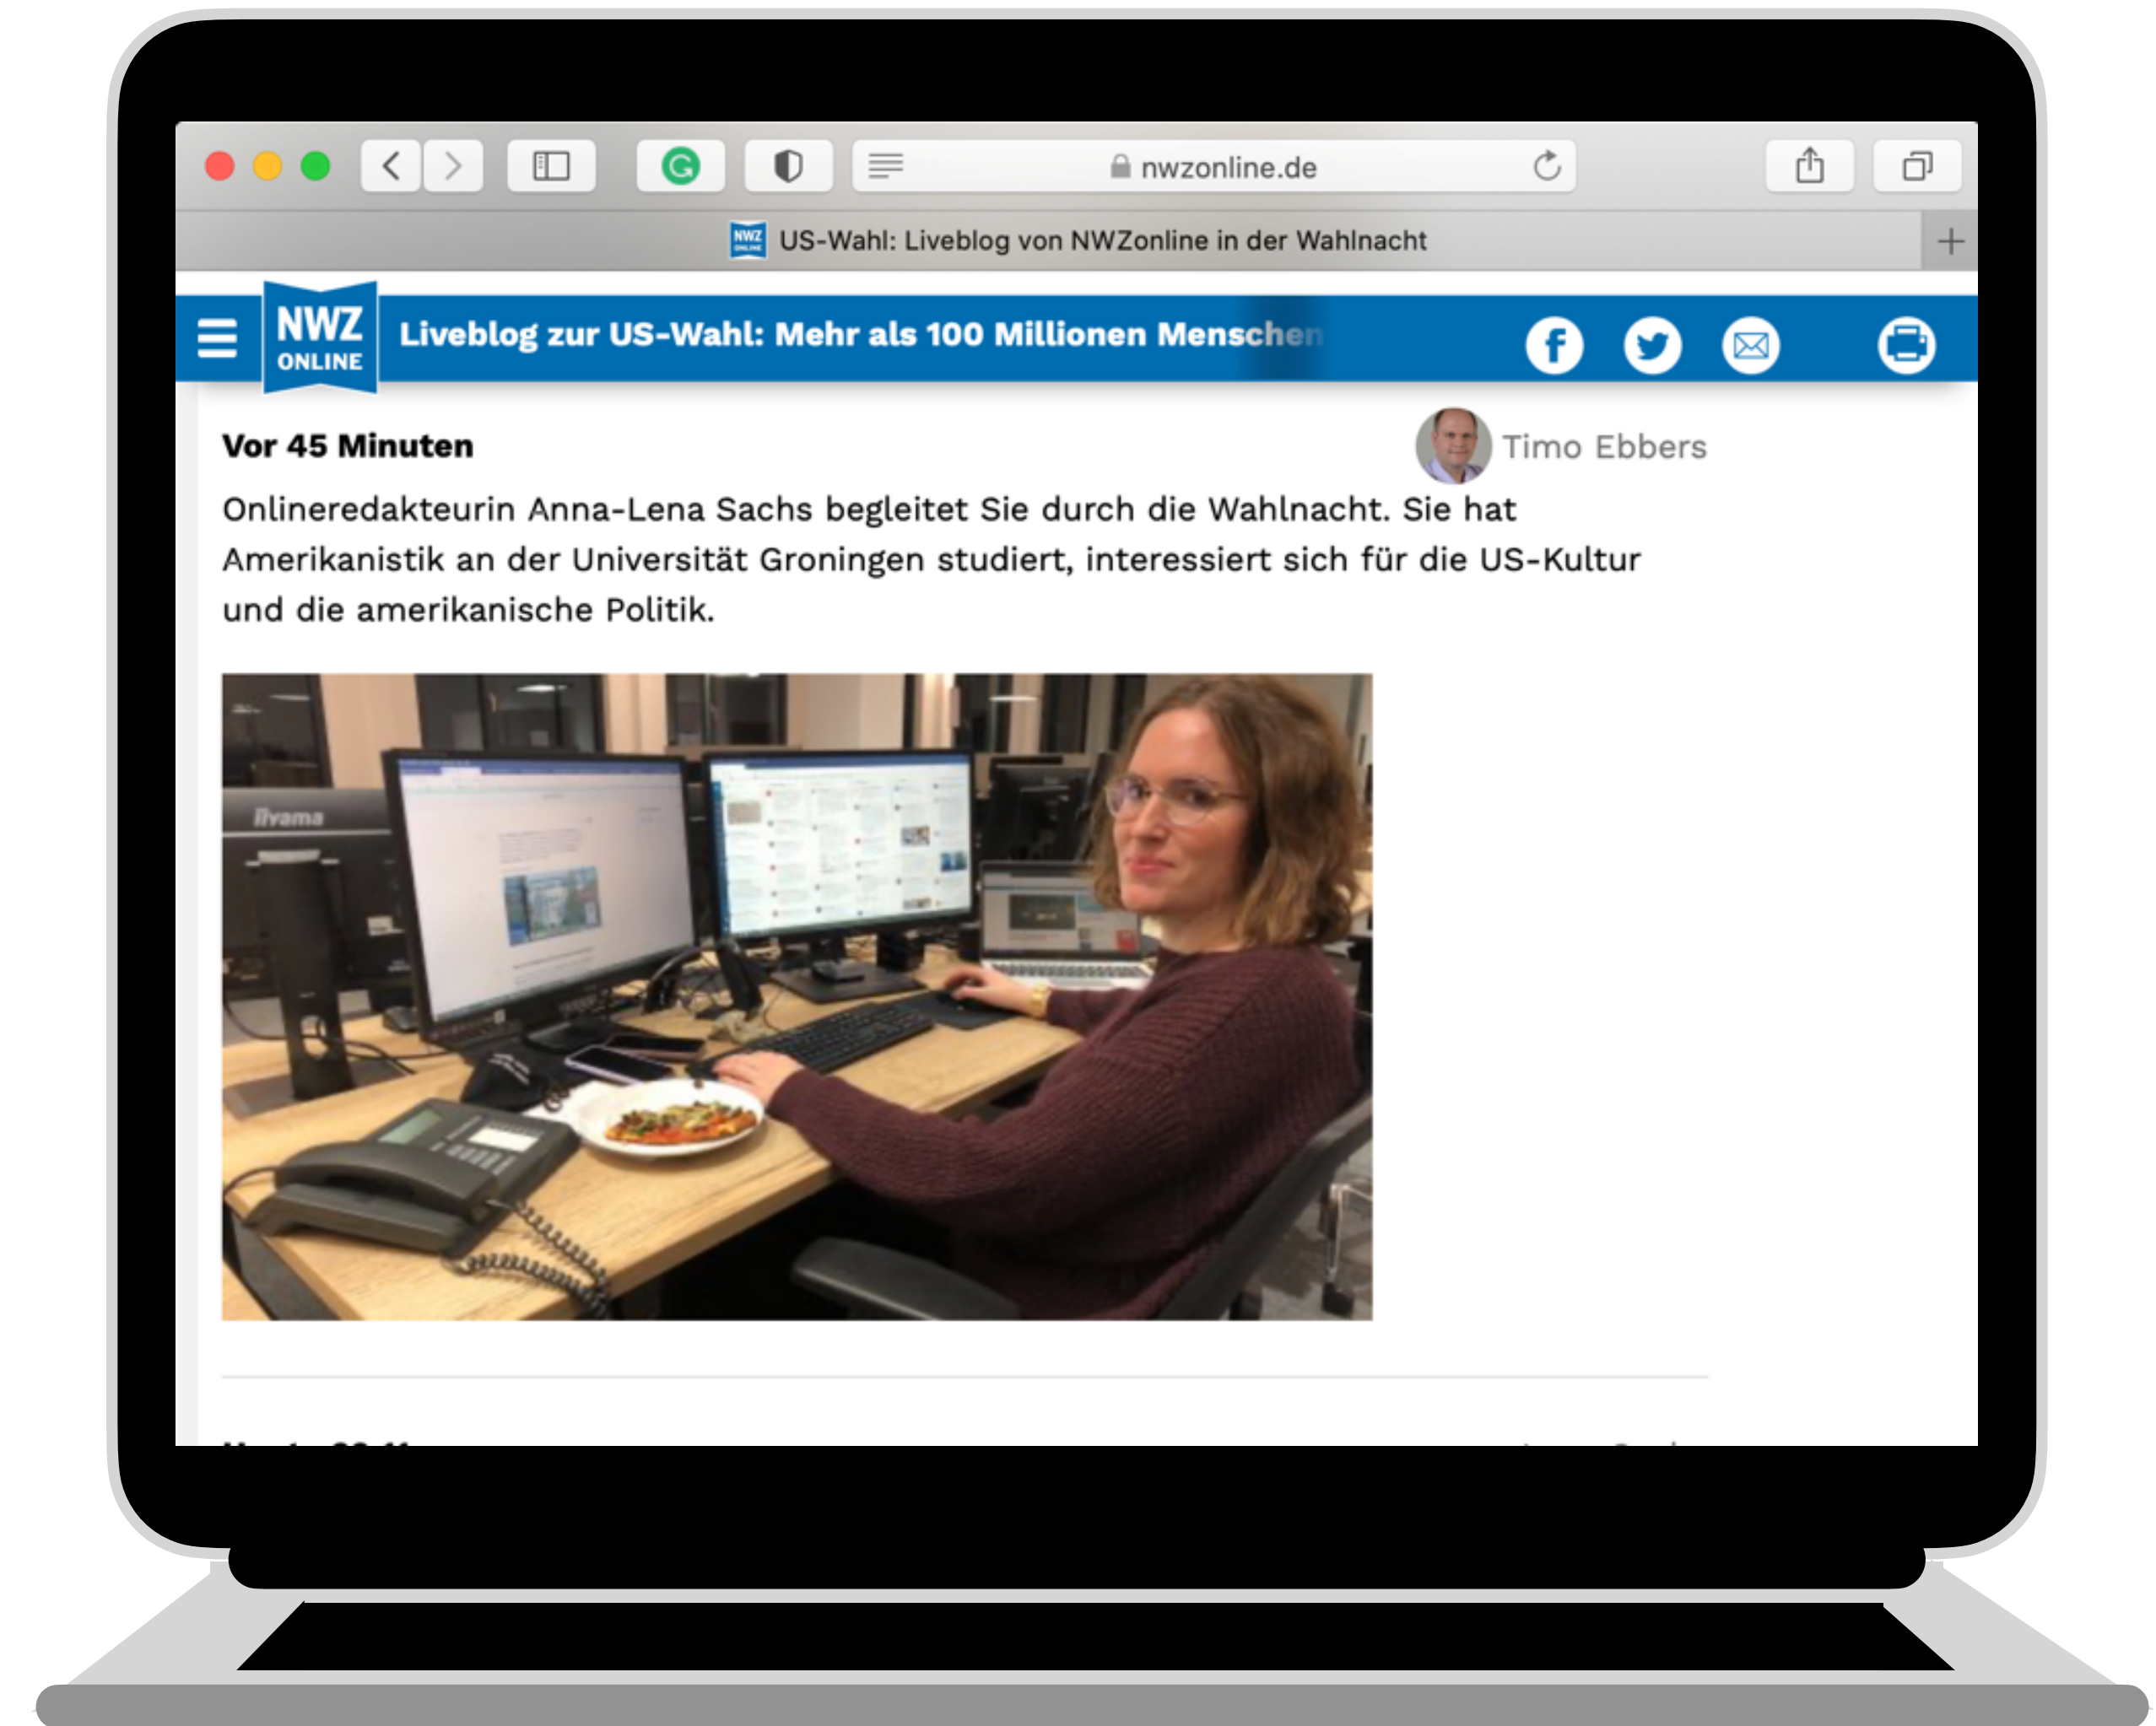 nwzonline.de
NWZ ONLINE US-Wahl: Liveblog von NWZonline in der Wahlnacht
NWZ
ONLINE
Liveblog zur US-Wahl: Mehr als 100 Millionen Menschen
Vor 45 Minuten
Timo Ebbers
Onlineredakteurin Anna-Lena Sachs begleitet Sie durch die Wahlnacht. Sie hat
Amerikanistik an der Universität Groningen studiert, interessiert sich für die US-Kultur
und die amerikanische Politik.
iiyama